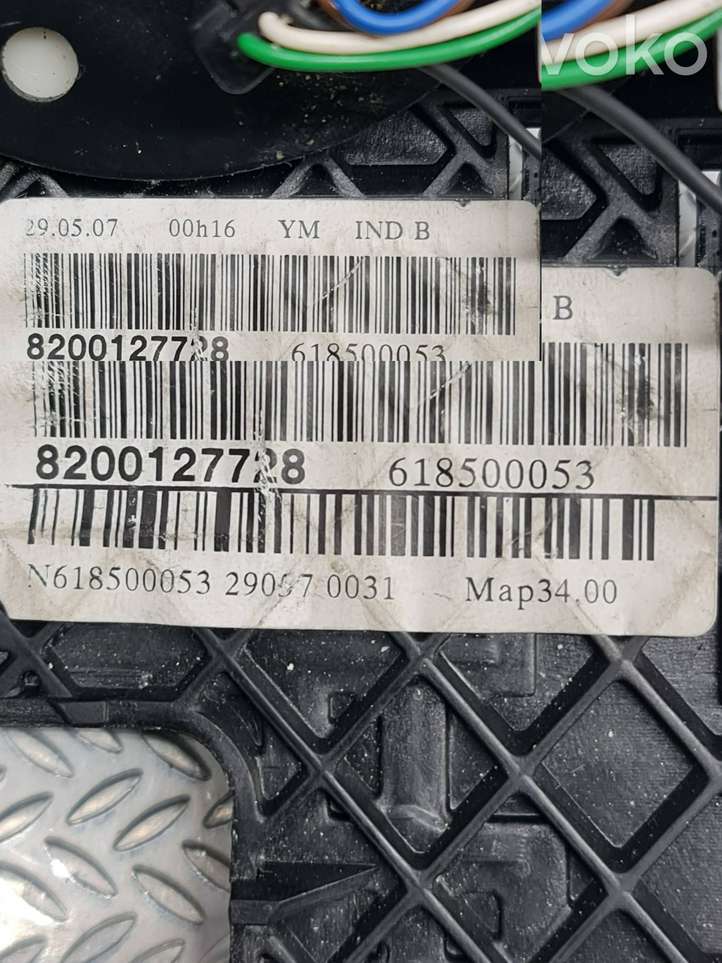 voko
29.05.07 00h16 YM IND B
B
8200127728 618500053
8200127728 618500053
N618500053 29057 0031 Map34.00